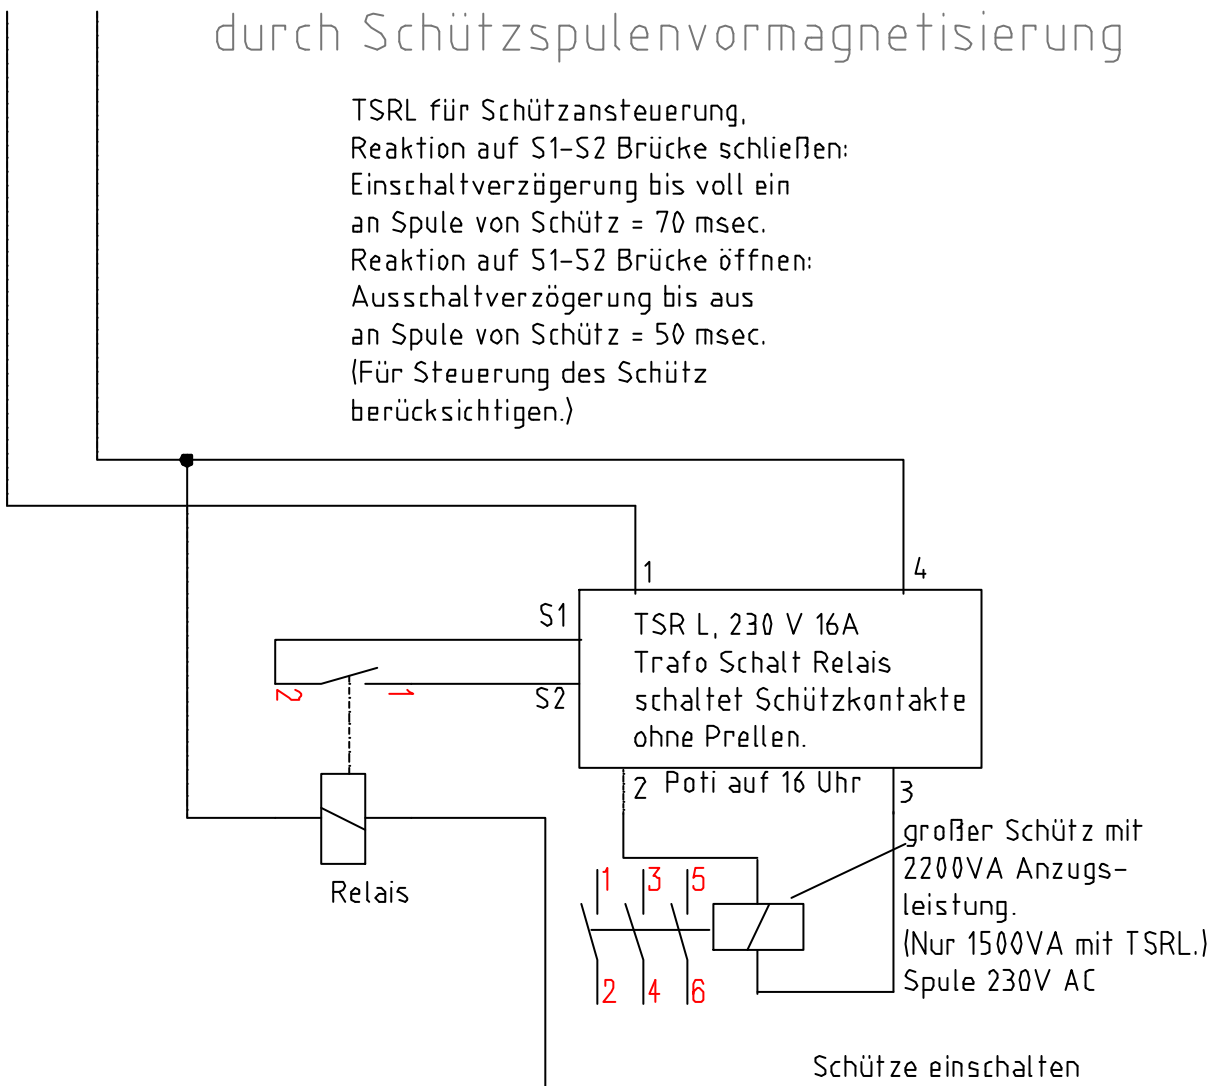 durch Schützspulenvormagnetisierung
TSRL für Schützansteuerung,
Reaktion auf S1-S2 Brücke schließen:
Einschaltverzögerung bis voll ein
an Spule von Schütz = 70 msec.
Reaktion auf S1-S2 Brücke öffnen:
Ausschaltverzögerung bis aus
an Spule von Schütz = 50 msec.
(Für Steuerung des Schütz
berücksichtigen.)
1
4
S1
TSR L, 230 V 16A
Trafo Schalt Relais
schaltet Schützkontakte
ohne Prellen.
2
1
S2
2
Poti auf 16 Uhr
3
Relais
großer Schütz mit
2200VA Anzugs-
leistung.
(Nur 1500VA mit TSRL.)
Spule 230V AC
1 3 5
2 4 6
Schütze einschalten